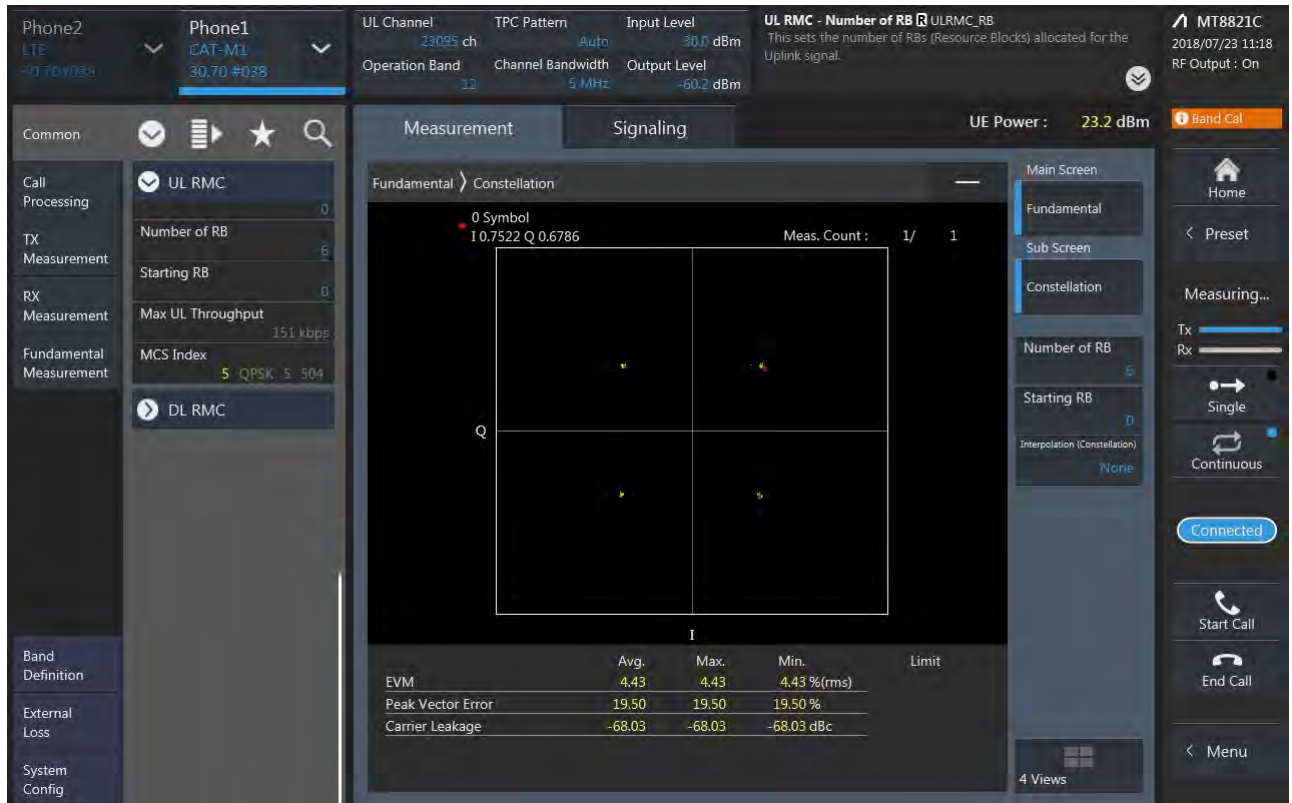 Phone2
LTE
Phone1
CAT-M1
30.70 #038
UL Channel
23095 ch
TPC Pattern
Auto
Input Level
30.0 dBm
Operation Band
12
Channel Bandwidth
5 MHz
Output Level
-60.2 dBm
UL RMC - Number of RB R ULRMC_RB
This sets the number of RBs (Resource Blocks) allocated for the
Uplink signal.
MT8821C
2018/07/23 11:18
RF Output : On
Common
Measurement
Signaling
UE Power : 23.2 dBm
Band Cal
Call
Processing
TX
Measurement
RX
Measurement
Fundamental
Measurement
UL RMC
0
Number of RB
6
Starting RB
0
Max UL Throughput
151 kbps
MCS Index
5 QPSK 5 504
DL RMC
Fundamental > Constellation
0 Symbol
I 0.7522 Q 0.6786
Meas. Count : 1/ 1
Q
I
Avg. Max. Min. Limit
EVM 4.43 4.43 4.43 %(rms)
Peak Vector Error 19.50 19.50 19.50 %
Carrier Leakage -68.03 -68.03 -68.03 dBc
Main Screen
Fundamental
Sub Screen
Constellation
Number of RB
6
Starting RB
0
Interpolation (Constellation)
None
4 Views
Home
< Preset
Measuring...
Tx
Rx
Single
Continuous
Connected
Start Call
End Call
< Menu
Band
Definition
External
Loss
System
Config